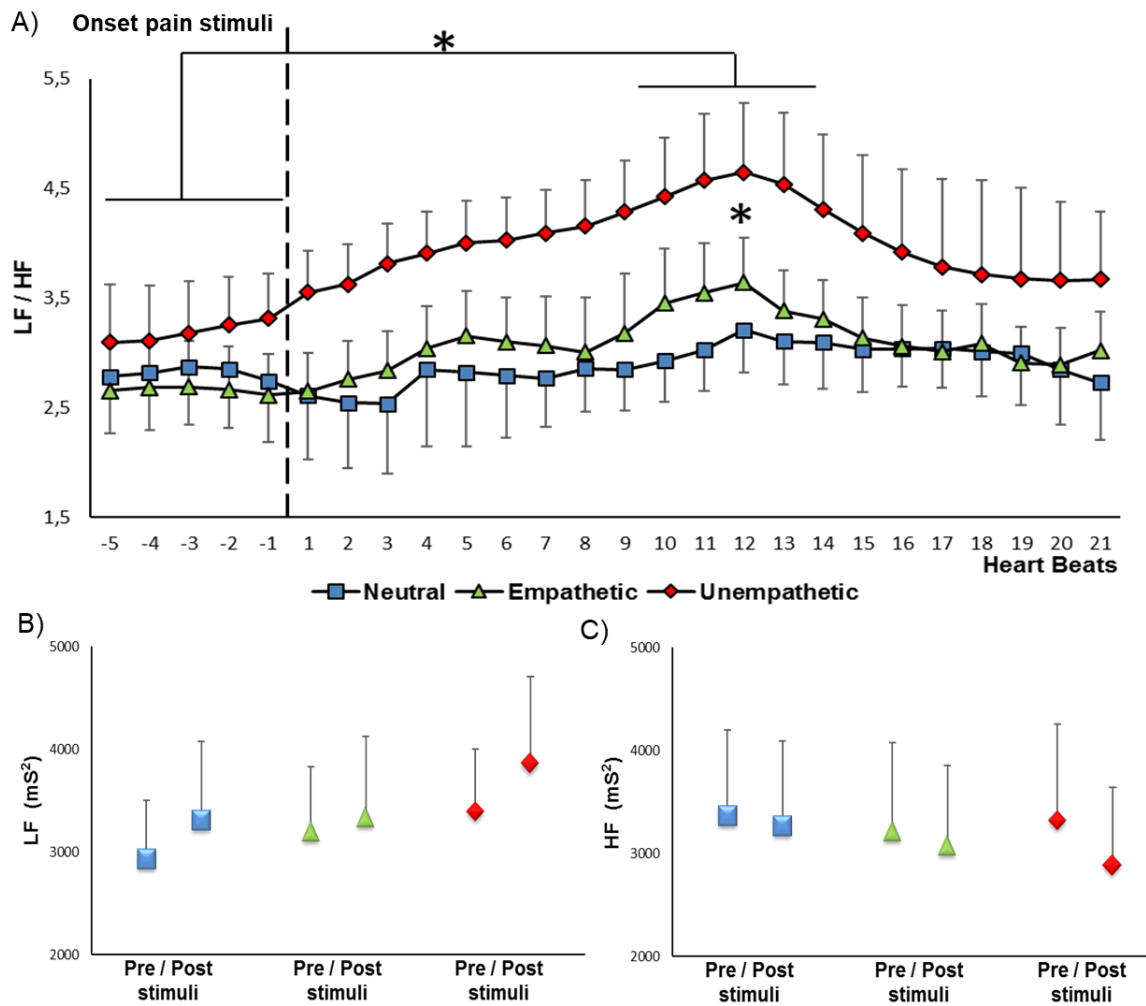 A)
Onset pain stimuli
*
5,5
4,5
*
3,5
2,5
1,5
LF / HF
-5 -4 -3 -2 -1 1 2 3 4 5 6 7 8 9 10 11 12 13 14 15 16 17 18 19 20 21
Heart Beats
Neutral Empathetic Unempathetic
B)
5000
4000
3000
2000
LF (mS²)
Pre / Post stimuli
Pre / Post stimuli
Pre / Post stimuli
C)
5000
4000
3000
2000
HF (mS²)
Pre / Post stimuli
Pre / Post stimuli
Pre / Post stimuli